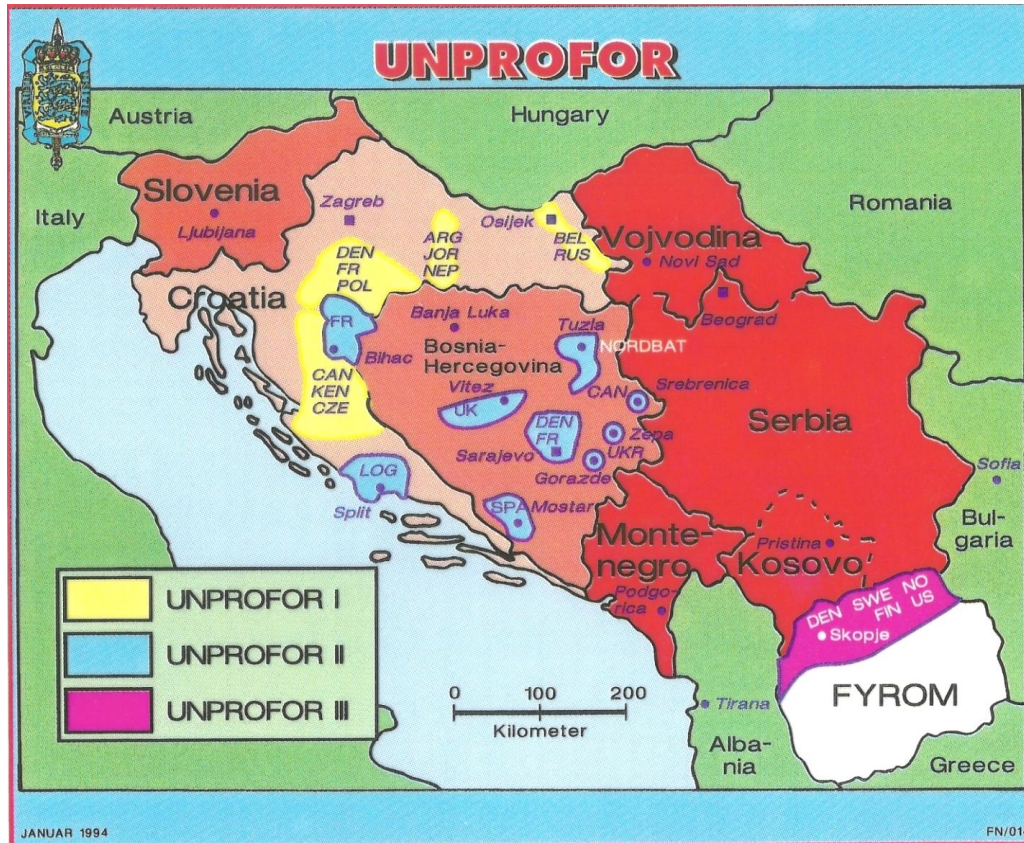 UNPROFOR
Austria
Hungary
Italy
Romania
Slovenia
Ljubijana
Zagreb
Osijek
BEL
RUS
ARG
JOR
NEP
DEN
FR
POL
Vojvodina
Novi Sad
Beograd
Croatia
FR
Bihac
Banja Luka
Bosnia-
Hercegovina
Tuzla
NORDBAT
CAN
KEN
CZE
Vitez
UK
CAN
Srebrenica
DEN
FR
Sarajevo
Zepa
UKR
Gorazde
Serbia
LOG
Split
SPA
Mostar
Sofia
Bul-
garia
Monte-
negro
Podgo-
rica
Pristina
Kosovo
DEN SWE NO
FIN US
Skopje
FYROM
Tirana
Alba-
nia
Greece
UNPROFOR I
UNPROFOR II
UNPROFOR III
0 100 200
Kilometer
JANUAR 1994
FN/01